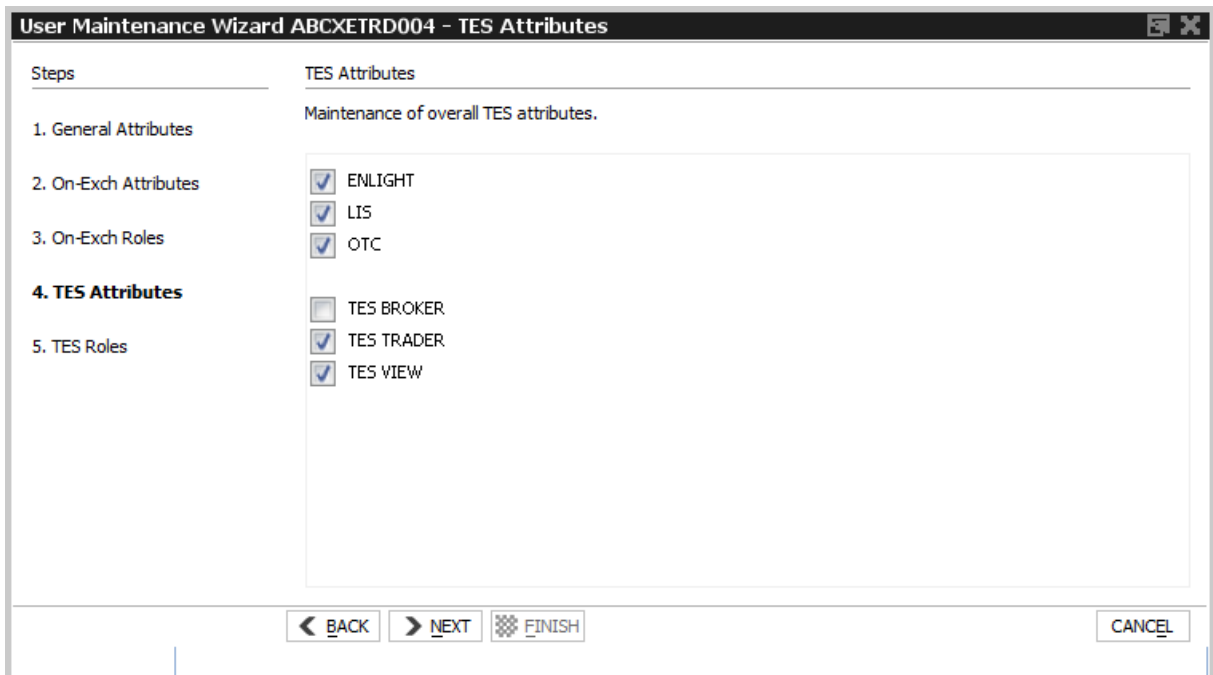 User Maintenance Wizard ABCXETRD004 - TES Attributes
Steps
1. General Attributes
2. On-Exch Attributes
3. On-Exch Roles
4. TES Attributes
5. TES Roles
TES Attributes
Maintenance of overall TES attributes.
ENLIGHT
LIS
OTC
TES BROKER
TES TRADER
TES VIEW
BACK
NEXT
FINISH
CANCEL